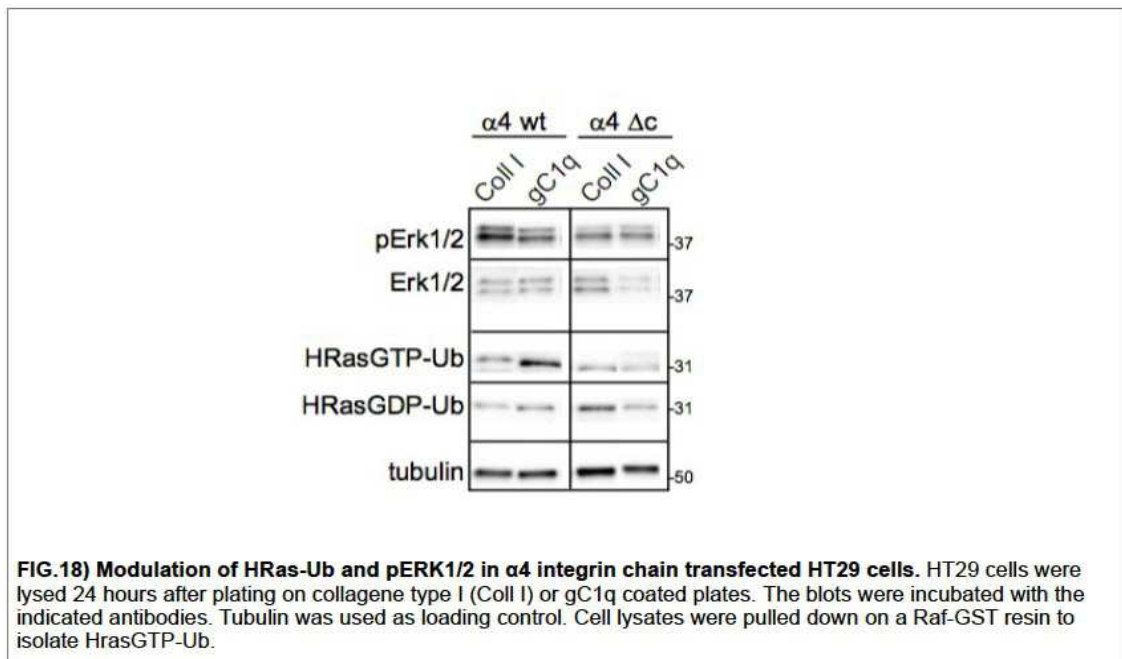 α4 wt α4 Δc
Coll I gC1q Coll I gC1q
pErk1/2 -37
Erk1/2 -37
HRasGTP-Ub -31
HRasGDP-Ub -31
tubulin -50
FIG.18) Modulation of HRas-Ub and pERK1/2 in α4 integrin chain transfected HT29 cells. HT29 cells were
lysed 24 hours after plating on collagene type I (Coll I) or gC1q coated plates. The blots were incubated with the
indicated antibodies. Tubulin was used as loading control. Cell lysates were pulled down on a Raf-GST resin to
isolate HrasGTP-Ub.